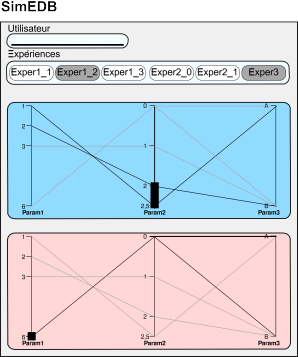 SimEDB
Utilisateur
Expériences
Exper1_1 Exper1_2 Exper1_3 Exper2_0 Exper2_1 Exper3
1 0 A
2
3 1
2
6 2,5 B
Param1 Param2 Param3
1 0 A
2
3 1
2
6 2,5 B
Param1 Param2 Param3